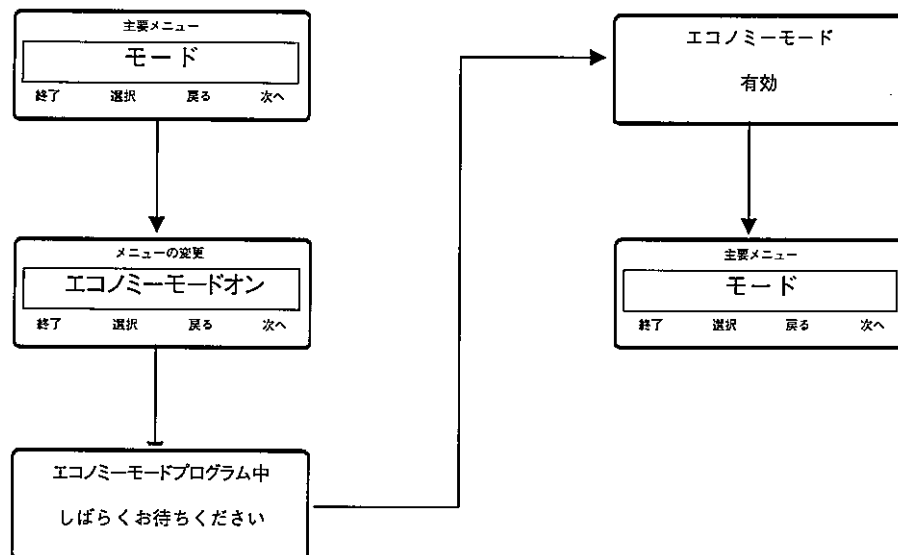 主要メニュー
モード
終了 選択 戻る 次へ
メニューの変更
エコノミーモードオン
終了 選択 戻る 次へ
エコノミーモードプログラム中
しばらくお待ちください
エコノミーモード
有効
主要メニュー
モード
終了 選択 戻る 次へ